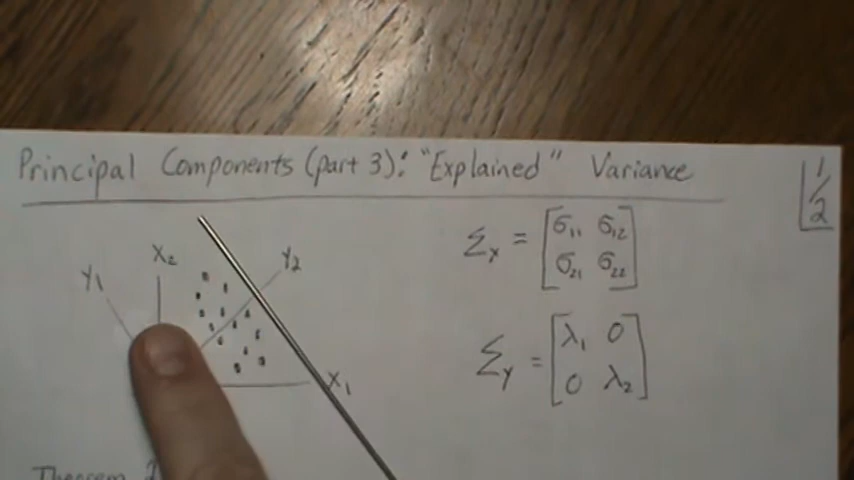 Principal Components (part 3): "Explained" Variance
1/2
Y₁
X₂
Y₂
X₁
Σx = [σ₁₁ σ₁₂
σ₂₁ σ₂₂]
Σy = [λ₁ 0
0 λ₂]
Theorem